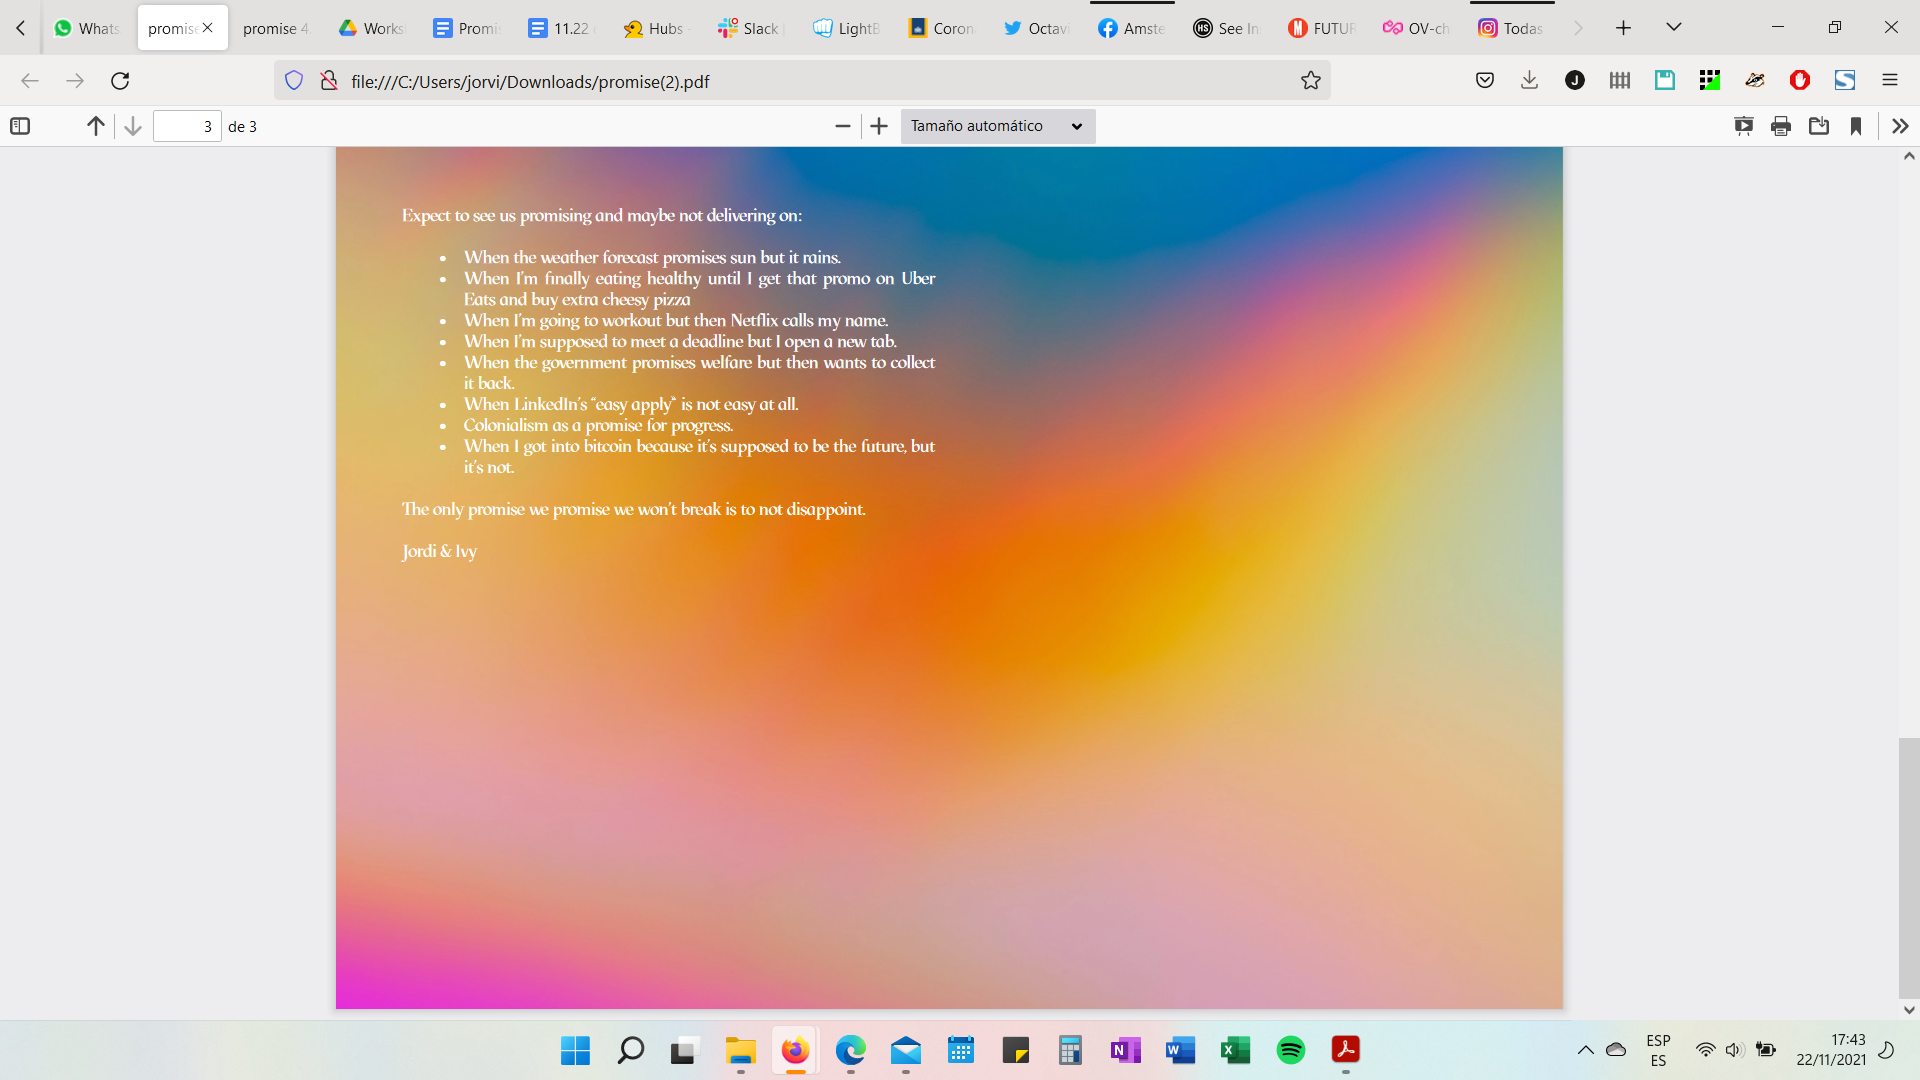 Whats
promise
promise 4
Works
Promi
11.22
Hubs
Slack
LightB
Coron
Octavi
Amste
See In
FUTUR
OV-ch
Todas
file:///C:/Users/jorvi/Downloads/promise(2).pdf
3 de 3
Tamaño automático
Expect to see us promising and maybe not delivering on:
• When the weather forecast promises sun but it rains.
• When I'm finally eating healthy until I get that promo on Uber
Eats and buy extra cheesy pizza
• When I'm going to workout but then Netflix calls my name.
• When I'm supposed to meet a deadline but I open a new tab.
• When the government promises welfare but then wants to collect
it back.
• When LinkedIn's “easy apply“ is not easy at all.
• Colonialism as a promise for progress.
• When I got into bitcoin because it's supposed to be the future, but
it's not.
The only promise we promise we won't break is to not disappoint.
Jordi & Ivy
ESP
ES
17:43
22/11/2021